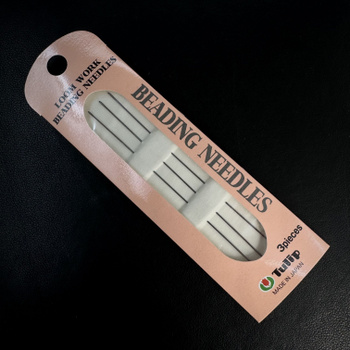 LOOM WORK
BEADING NEEDLES
BEADING NEEDLES
3pieces
Tulip
MADE IN JAPAN